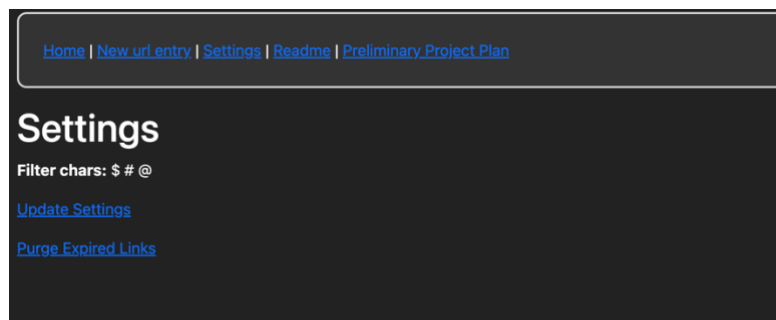 Home | New url entry | Settings | Readme | Preliminary Project Plan
Settings
Filter chars: $ # @
Update Settings
Purge Expired Links